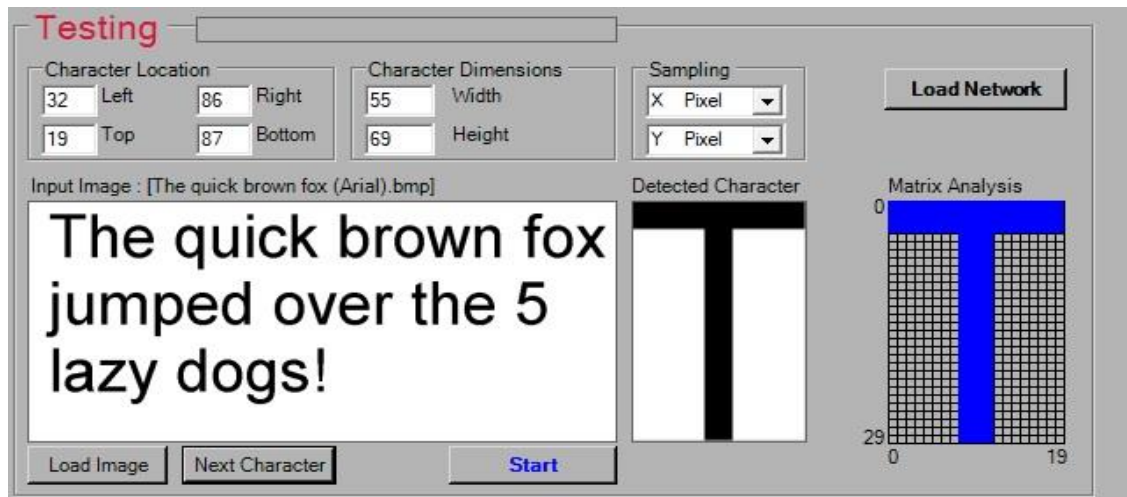 Testing
Character Location
Character Dimensions
Sampling
32 Left 86 Right
55 Width
X Pixel
Load Network
19 Top 87 Bottom
69 Height
Y Pixel
Input Image : [The quick brown fox (Arial).bmp]
Detected Character
Matrix Analysis
The quick brown fox
jumped over the 5
lazy dogs!
T
0
T
29
0 19
Load Image
Next Character
Start